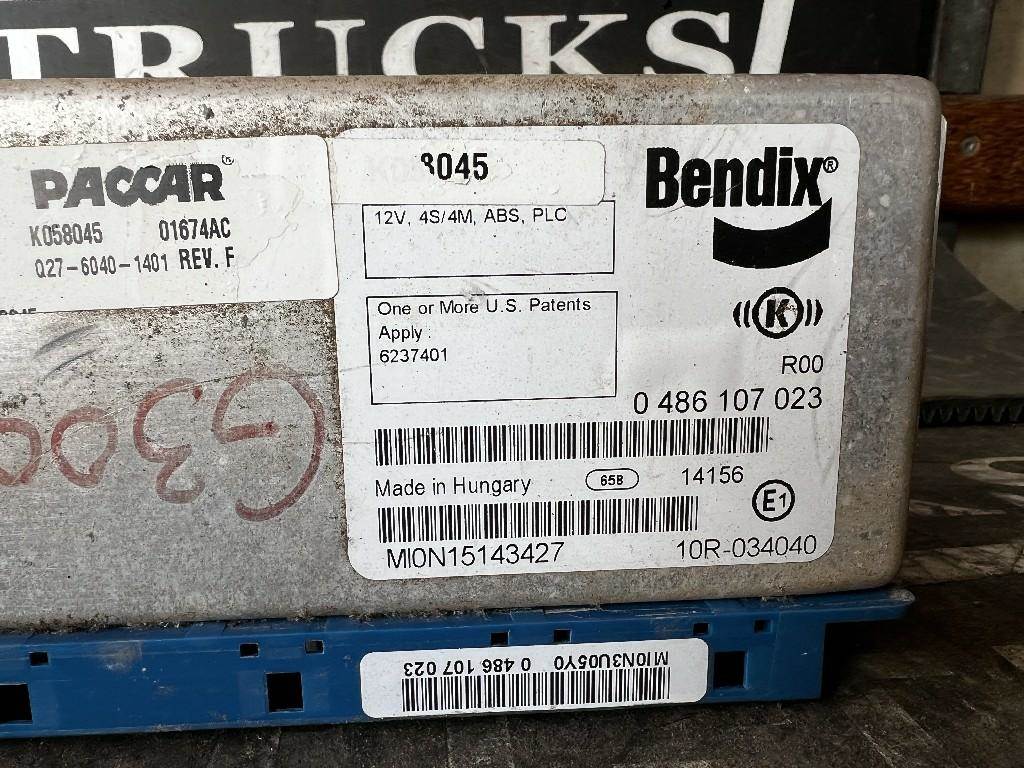 TRUCKS
PACCAR
K058045 01674AC
Q27-6040-1401 REV. F
8045
12V, 4S/4M, ABS, PLC
Bendix®
One or More U.S. Patents
Apply :
6237401
K
R00
0 486 107 023
Made in Hungary 65B 14156
E1
MI0N15143427 10R-034040
G300
MI0N3U05Y0 0 486 107 023